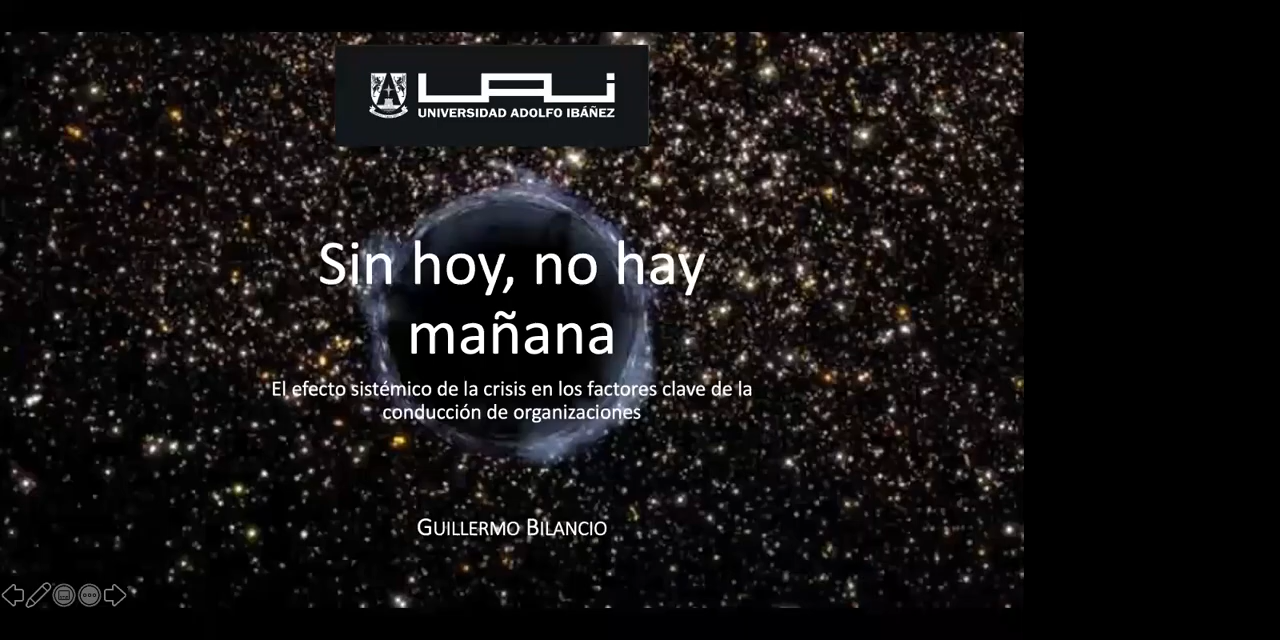 UAi
UNIVERSIDAD ADOLFO IBÁÑEZ
Sin hoy, no hay
mañana
El efecto sistémico de la crisis en los factores clave de la
conducción de organizaciones
GUILLERMO BILANCIO